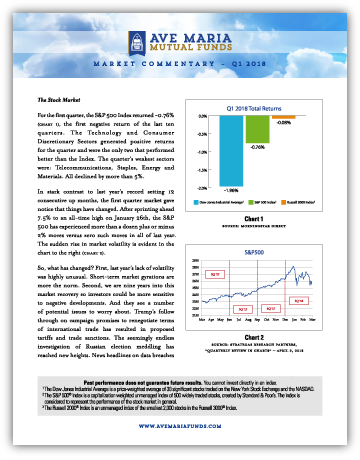 AVE MARIA
MUTUAL FUNDS
MARKET COMMENTARY – Q1 2018
The Stock Market
For the first quarter, the S&P 500 Index returned -0.76%
(CHART 1), the first negative return of the last ten
quarters. The Technology and Consumer
Discretionary Sectors generated positive returns
for the quarter and were the only two that performed
better than the Index. The quarter's weakest sectors
were: Telecommunications, Staples, Energy and
Materials. All declined by more than 5%.
In stark contrast to last year's record setting 12
consecutive up months, the first quarter gave market
notice that things have changed. After sprinting ahead
7.5% to an all-time high on January 26th, the S&P
500 has experienced more than a dozen plus or minus
2% moves versus zero such moves in all of last year.
The sudden rise in market volatility is evident in the
chart to the right (CHART 2).
So, what has changed? First, last year's lack of volatility
was highly unusual. Short-term market gyrations are
more the norm. Second, we are nine years into this
market recovery so investors could be more sensitive
to negative developments. And they see a number
of potential issues to worry about. Trump's follow
through on campaign promises to renegotiate terms
of international trade has resulted in proposed
tariffs and trade sanctions. The seemingly endless
investigation of Russian election meddling has
reached new heights. News headlines on data breaches
Q1 2018 Total Returns
0.0%
-0.5%
-1.0%
-1.5%
-2.0%
-1.96%
-0.76%
-0.08%
Dow Jones Industrial Average¹ S&P 500 Index² Russell 2000 Index³
Chart 1
SOURCE: MORNINGSTAR DIRECT
S&P500
Mar Apr May Jun Jul Aug Sep Oct Nov Dec Jan Feb Mar
Chart 2
SOURCE: STRATEGAS RESEARCH PARTNERS,
"QUARTERLY REVIEW IN CHARTS" – APRIL 2, 2018
Past performance does not guarantee future results. You cannot invest directly in an index.
¹ The Dow Jones Industrial Average is a price-weighted average of 30 significant stocks traded on the New York Stock Exchange and the NASDAQ.
² The S&P 500® Index is a capitalization weighted unmanaged index of 500 widely traded stocks, created by Standard & Poor's. The index is
considered to represent the performance of the stock market in general.
³ The Russell 2000® Index is an unmanaged index of the smallest 2,000 stocks in the Russell 3000® Index.
WWW.AVEMARIAFUNDS.COM